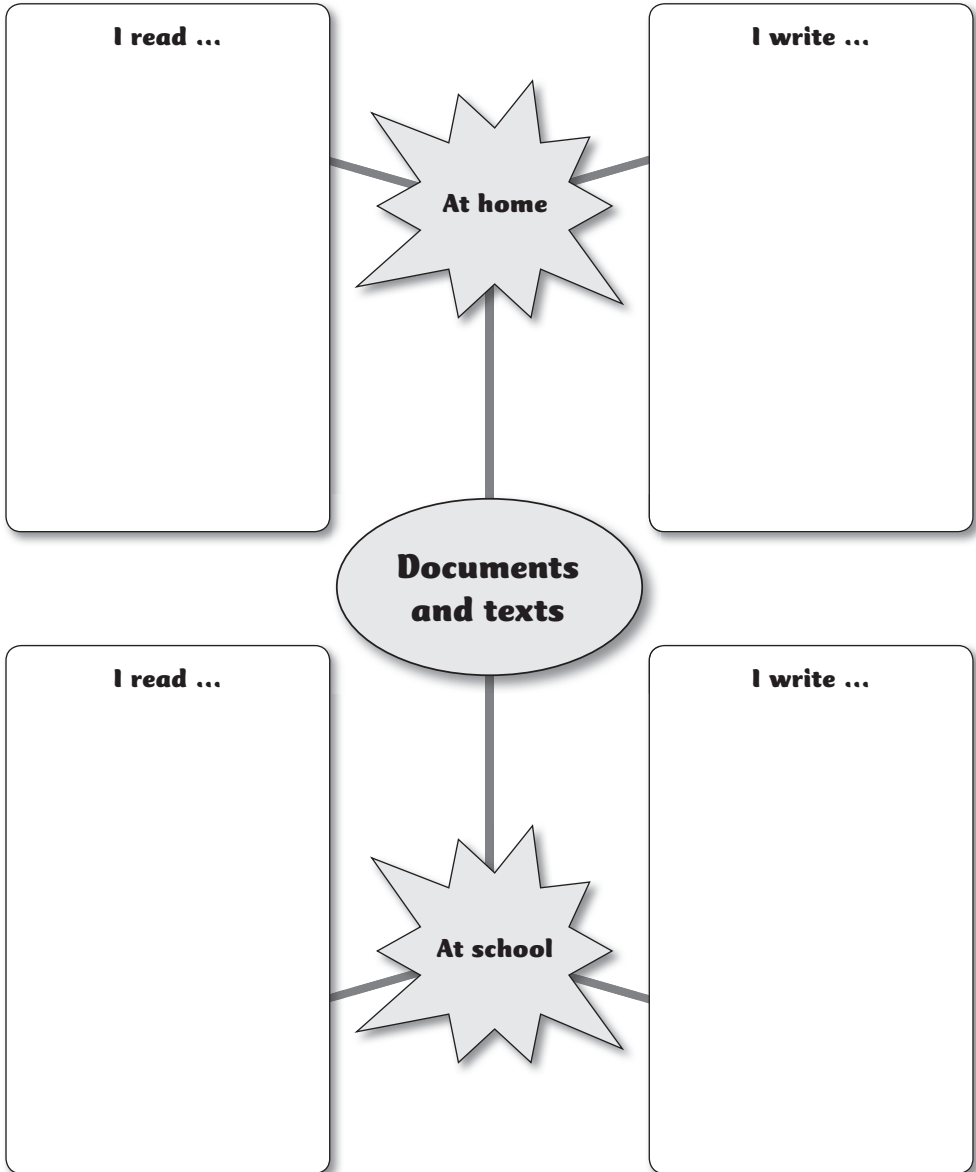 I read ...
I write ...
At home
Documents
and texts
I read ...
I write ...
At school